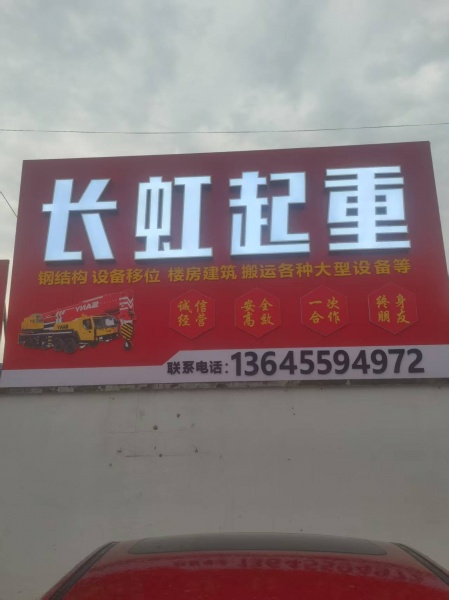 长虹起重
钢结构 设备移位 楼房建筑 搬运各种大型设备等
诚信 安全 一次 终身
经营 高效 合作 朋友
联系电话:13645594972